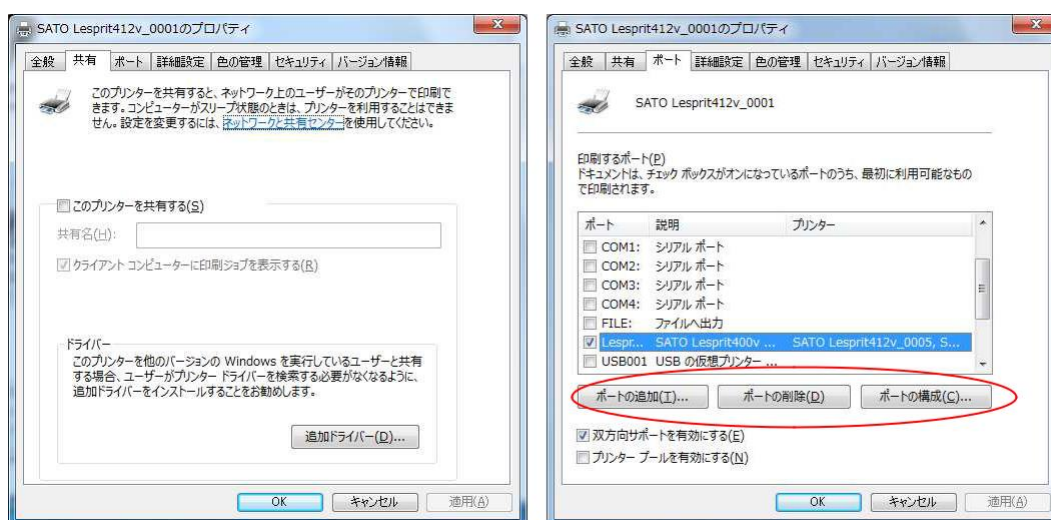 SATO Lesprit412v_0001のプロパティ
全般 共有 ポート 詳細設定 色の管理 セキュリティ バージョン情報
このプリンターを共有すると、ネットワーク上のユーザーがそのプリンターで印刷で
きます。コンピューターがスリープ状態のときは、プリンターを利用することはできま
せん。設定を変更するには、ネットワークと共有センターを使用してください。
このプリンターを共有する(S)
共有名(H):
クライアント コンピューターに印刷ジョブを表示する(R)
ドライバー
このプリンターを他のバージョンの Windows を実行しているユーザーと共有
する場合、ユーザーがプリンター ドライバーを検索する必要がなくなるように、
追加ドライバーをインストールすることをお勧めします。
追加ドライバー(D)...
OK キャンセル 適用(A)
SATO Lesprit412v_0001のプロパティ
全般 共有 ポート 詳細設定 色の管理 セキュリティ バージョン情報
SATO Lesprit412v_0001
印刷するポート(P)
ドキュメントは、チェック ボックスがオンになっているポートのうち、最初に利用可能なもの
で印刷されます。
ポート 説明 プリンター
COM1: シリアル ポート
COM2: シリアル ポート
COM3: シリアル ポート
COM4: シリアル ポート
FILE: ファイルへ出力
Lespr... SATO Lesprit400v ... SATO Lesprit412v_0005, S...
USB001 USB の仮想プリンター ...
ポートの追加(T)... ポートの削除(D) ポートの構成(C)...
双方向サポートを有効にする(E)
プリンター プールを有効にする(N)
OK キャンセル 適用(A)